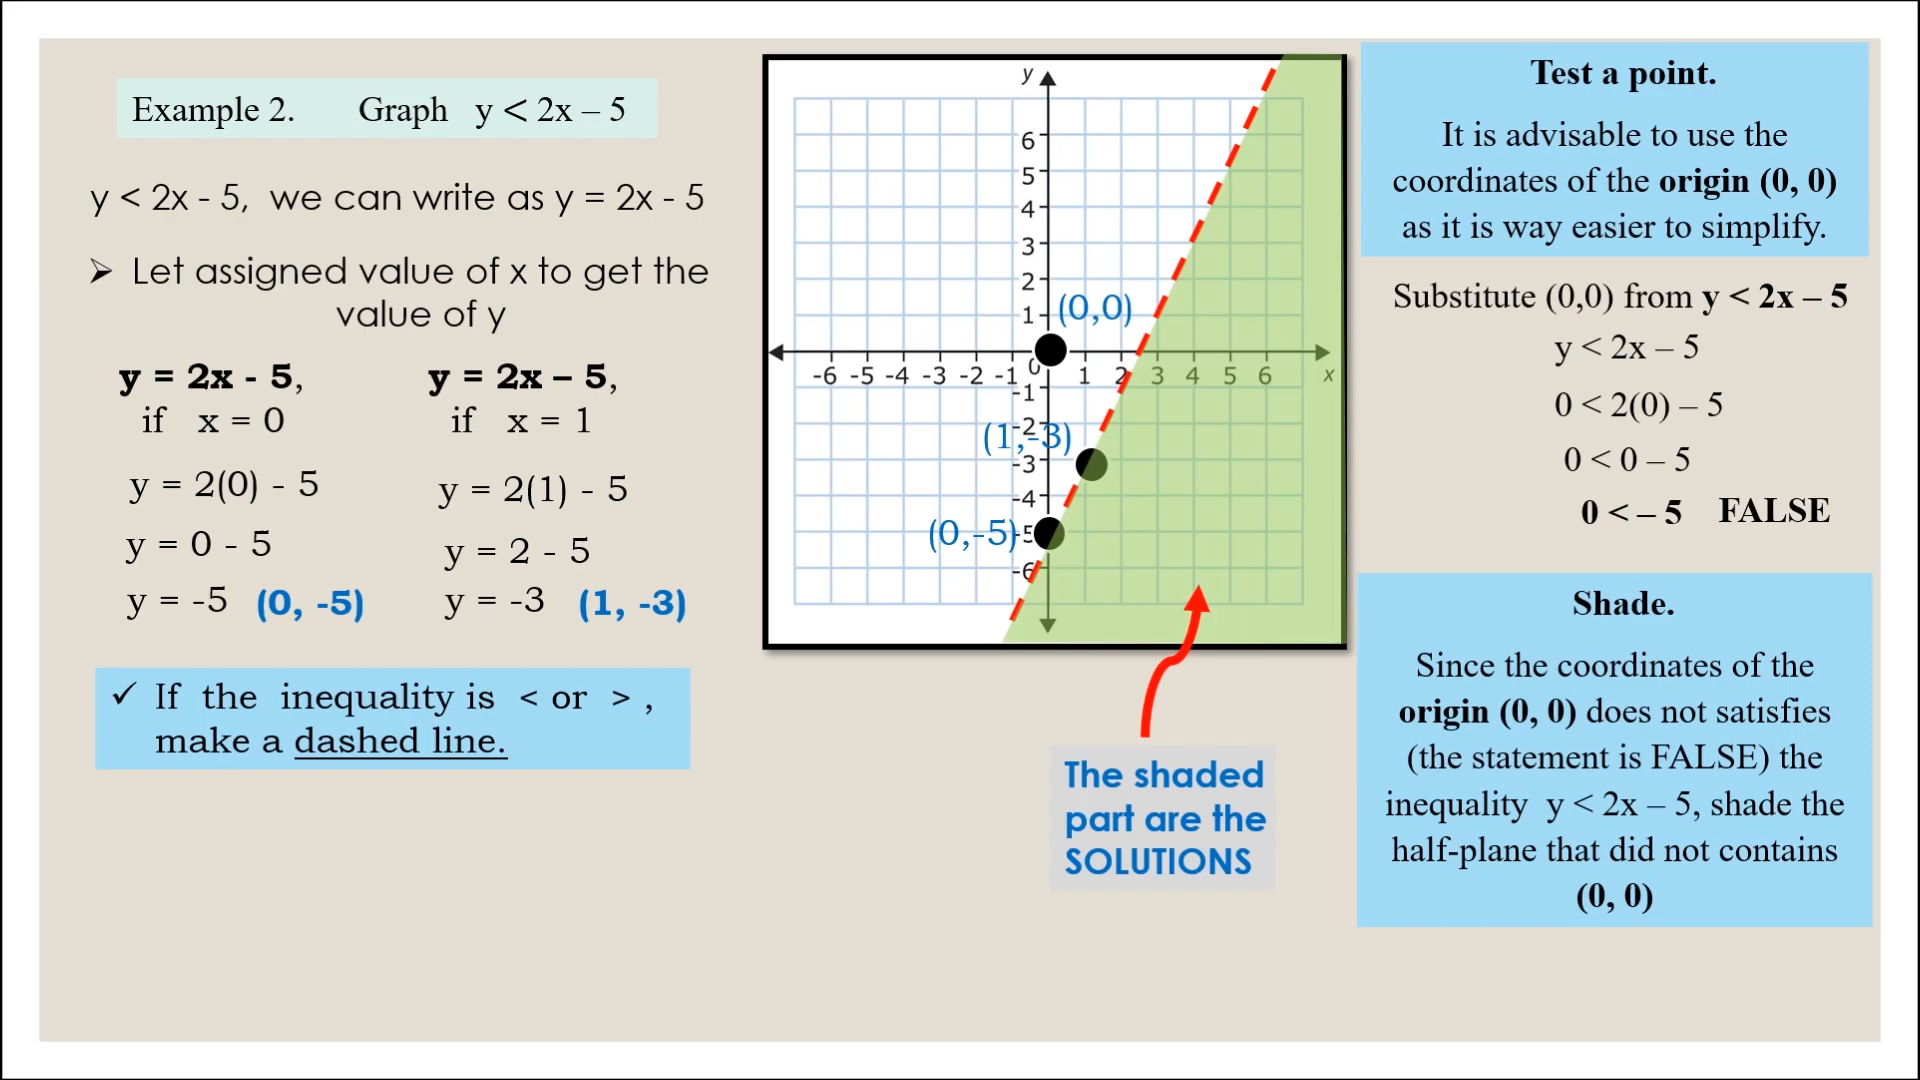 Example 2. Graph y < 2x – 5
y < 2x - 5, we can write as y = 2x - 5
➢ Let assigned value of x to get the
value of y
y = 2x - 5,
if x = 0
y = 2(0) - 5
y = 0 - 5
y = -5 (0, -5)
y = 2x – 5,
if x = 1
y = 2(1) - 5
y = 2 - 5
y = -3 (1, -3)
✓ If the inequality is < or > ,
make a dashed line.
y
6
5
4
3
2
1
(0,0)
0
-6 -5 -4 -3 -2 -1 1 2 3 4 5 6 x
-1
-2
(1,-3)
-3
-4
(0,-5)
-5
-6
The shaded
part are the
SOLUTIONS
Test a point.
It is advisable to use the
coordinates of the origin (0, 0)
as it is way easier to simplify.
Substitute (0,0) from y < 2x – 5
y < 2x – 5
0 < 2(0) – 5
0 < 0 – 5
0 < – 5 FALSE
Shade.
Since the coordinates of the
origin (0, 0) does not satisfies
(the statement is FALSE) the
inequality y < 2x – 5, shade the
half-plane that did not contains
(0, 0)